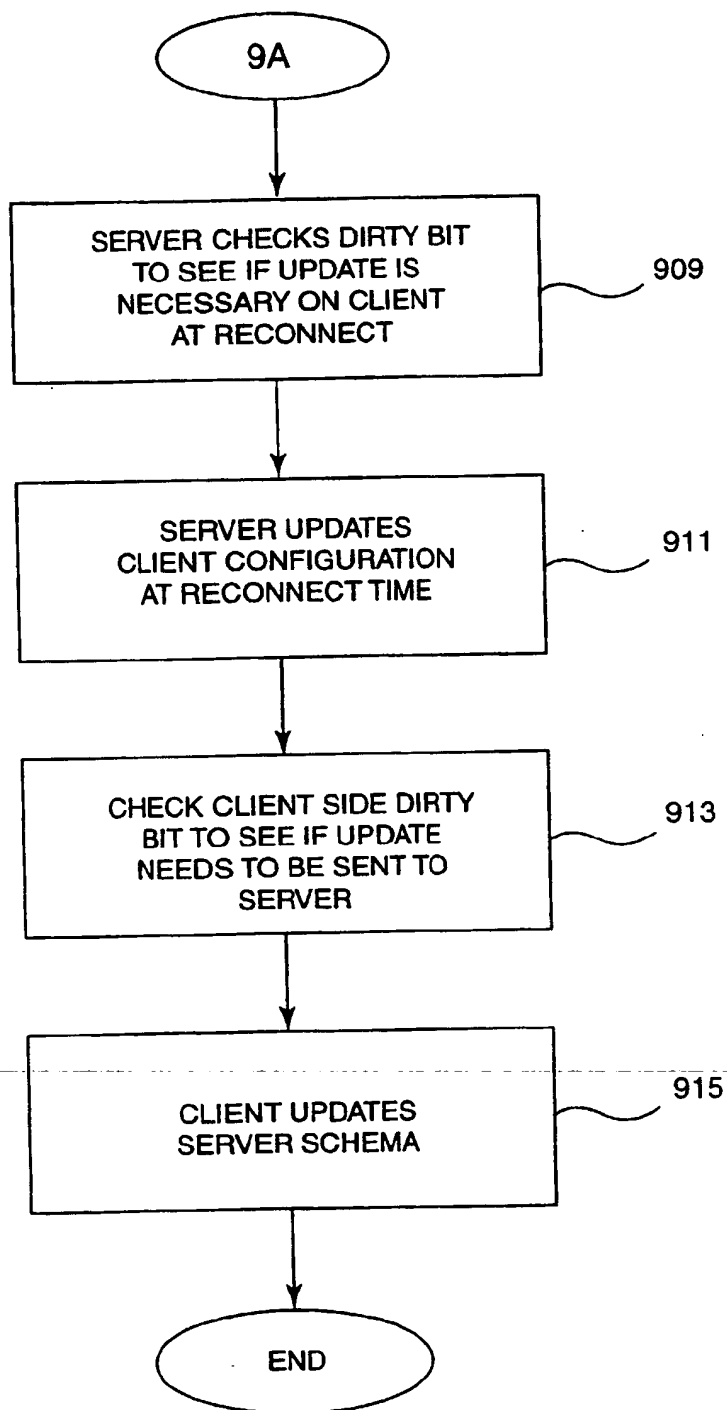 9A
SERVER CHECKS DIRTY BIT
TO SEE IF UPDATE IS
NECESSARY ON CLIENT
AT RECONNECT
909
SERVER UPDATES
CLIENT CONFIGURATION
AT RECONNECT TIME
911
CHECK CLIENT SIDE DIRTY
BIT TO SEE IF UPDATE
NEEDS TO BE SENT TO
SERVER
913
CLIENT UPDATES
SERVER SCHEMA
915
END